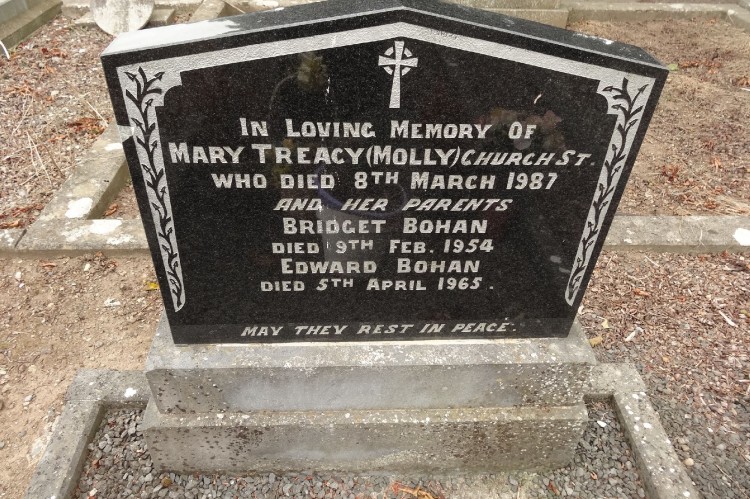 IN LOVING MEMORY OF
MARY TREACY (MOLLY) CHURCH ST.
WHO DIED 8TH MARCH 1987
AND HER PARENTS
BRIDGET BOHAN
DIED 9TH FEB. 1954
EDWARD BOHAN
DIED 5TH APRIL 1965.
MAY THEY REST IN PEACE.